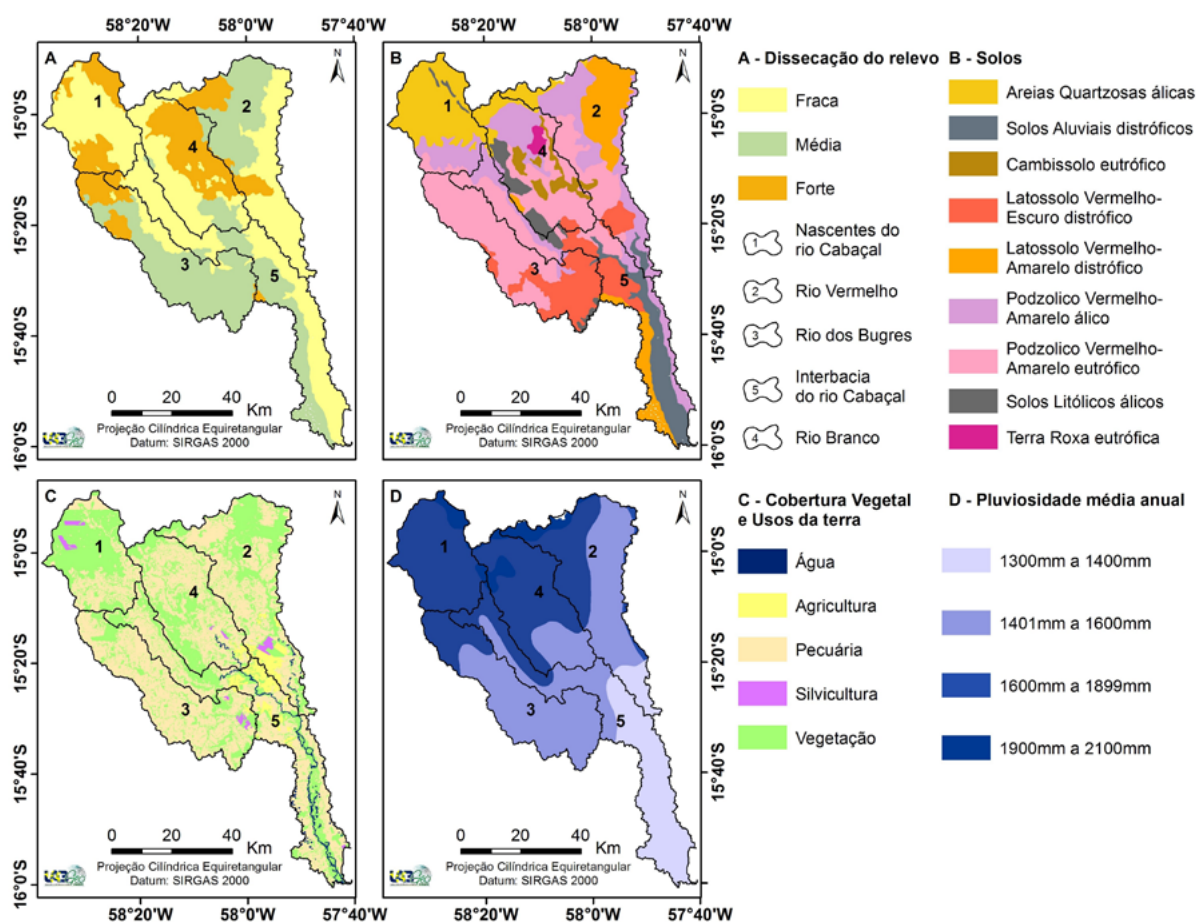 58°20'W 58°0'W 57°40'W
58°20'W 58°0'W 57°40'W
A
N
1
2
4
3
5
15°0'S
15°20'S
15°40'S
16°0'S
0 20 40
Km
Projeção Cilíndrica Equiretangular
Datum: SIRGAS 2000
B
N
1
2
4
3
5
15°0'S
15°20'S
15°40'S
16°0'S
0 20 40
Km
Projeção Cilíndrica Equiretangular
Datum: SIRGAS 2000
A - Dissecação do relevo
Fraca
Média
Forte
1
Nascentes do
rio Cabaçal
2
Rio Vermelho
3
Rio dos Bugres
5
Interbacia
do rio Cabaçal
4
Rio Branco
B - Solos
Areias Quartzosas álicas
Solos Aluviais distróficos
Cambissolo eutrófico
Latossolo Vermelho-
Escuro distrófico
Latossolo Vermelho-
Amarelo distrófico
Podzolico Vermelho-
Amarelo álico
Podzolico Vermelho-
Amarelo eutrófico
Solos Litólicos álicos
Terra Roxa eutrófica
C
N
1
2
4
3
5
15°0'S
15°20'S
15°40'S
16°0'S
0 20 40
Km
Projeção Cilíndrica Equiretangular
Datum: SIRGAS 2000
58°20'W 58°0'W 57°40'W
D
N
1
2
4
3
5
15°0'S
15°20'S
15°40'S
16°0'S
0 20 40
Km
Projeção Cilíndrica Equiretangular
Datum: SIRGAS 2000
58°20'W 58°0'W 57°40'W
C - Cobertura Vegetal
e Usos da terra
Água
Agricultura
Pecuária
Silvicultura
Vegetação
D - Pluviosidade média anual
1300mm a 1400mm
1401mm a 1600mm
1600mm a 1899mm
1900mm a 2100mm